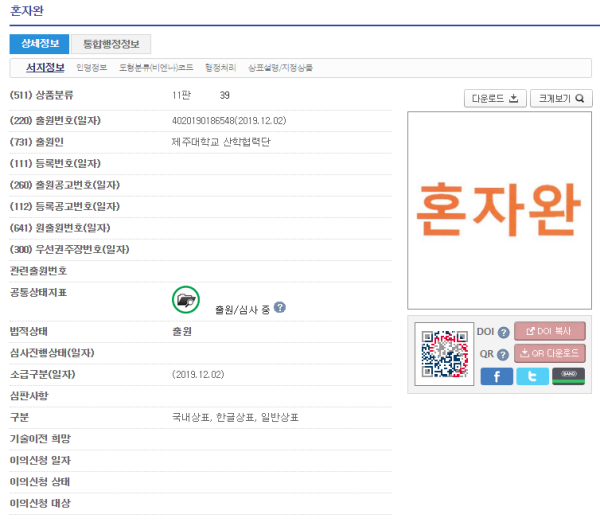 혼자완
상세정보 통합행정정보
서지정보 인명정보 도형분류(비엔나)코드 행정처리 상표설명/지정상품
(511) 상품분류 11판 39
다운로드 크게보기
(220) 출원번호(일자) 4020190186548(2019.12.02)
(731) 출원인 제주대학교 산학협력단
(111) 등록번호(일자)
(260) 출원공고번호(일자)
(112) 등록공고번호(일자)
(641) 원출원번호(일자)
(300) 우선권주장번호(일자)
관련출원번호
공통상태지표 출원/심사 중 ?
법적상태 출원
심사진행상태(일자)
소급구분(일자) (2019.12.02)
심판사항
구분 국내상표, 한글상표, 일반상표
기술이전 희망
이의신청 일자
이의신청 상태
이의신청 대상
혼자완
DOI ? DOI 복사
QR ? QR 다운로드
BAND